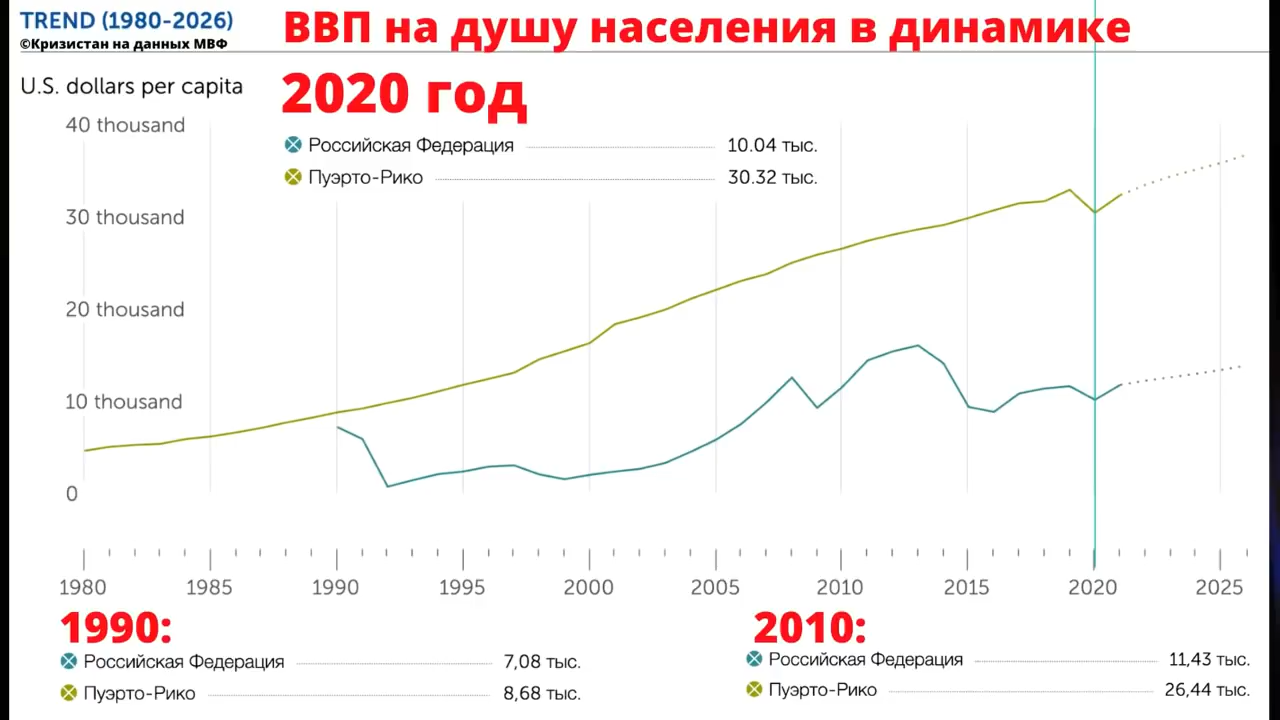 TREND (1980-2026)
ВВП на душу населения в динамике
©Кризистан на данных МВФ
U.S. dollars per capita
2020 год
Российская Федерация 10.04 тыс.
Пуэрто-Рико 30.32 тыс.
40 thousand
30 thousand
20 thousand
10 thousand
0
1980 1985 1990 1995 2000 2005 2010 2015 2020 2025
1990:
Российская Федерация 7,08 тыс.
Пуэрто-Рико 8,68 тыс.
2010:
Российская Федерация 11,43 тыс.
Пуэрто-Рико 26,44 тыс.